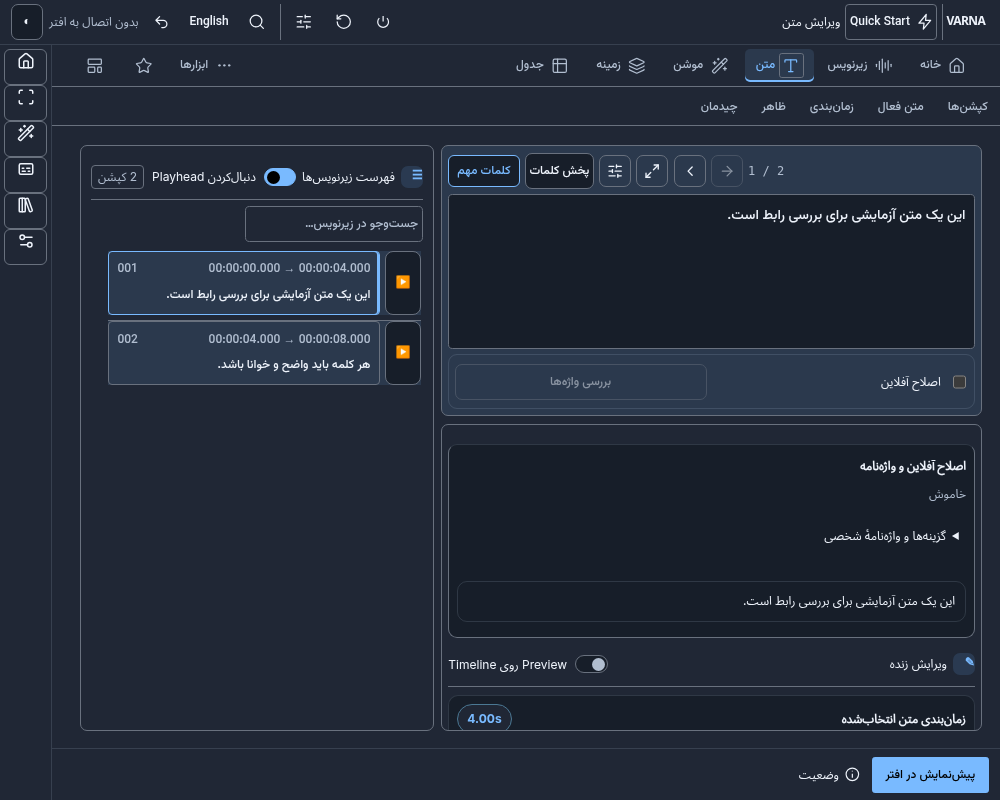 VARNA
Quick Start
ویرایش متن
English
بدون اتصال به افتر
خانه
زیرنویس
متن
موشن
زمینه
جدول
ابزارها
کپشن‌ها
متن فعال
زمان‌بندی
ظاهر
چیدمان
1 / 2
پخش کلمات
کلمات مهم
این یک متن آزمایشی برای بررسی رابط است.
اصلاح آفلاین
بررسی واژه‌ها
اصلاح آفلاین و واژه‌نامه
خاموش
گزینه‌ها و واژه‌نامهٔ شخصی
این یک متن آزمایشی برای بررسی رابط است.
ویرایش زنده
Preview روی Timeline
زمان‌بندی متن انتخاب‌شده
4.00s
فهرست زیرنویس‌ها
دنبال‌کردن Playhead
2 کپشن
جست‌وجو در زیرنویس…
001
00:00:00.000 → 00:00:04.000
این یک متن آزمایشی برای بررسی رابط است.
002
00:00:04.000 → 00:00:08.000
هر کلمه باید واضح و خوانا باشد.
پیش‌نمایش در افتر
وضعیت